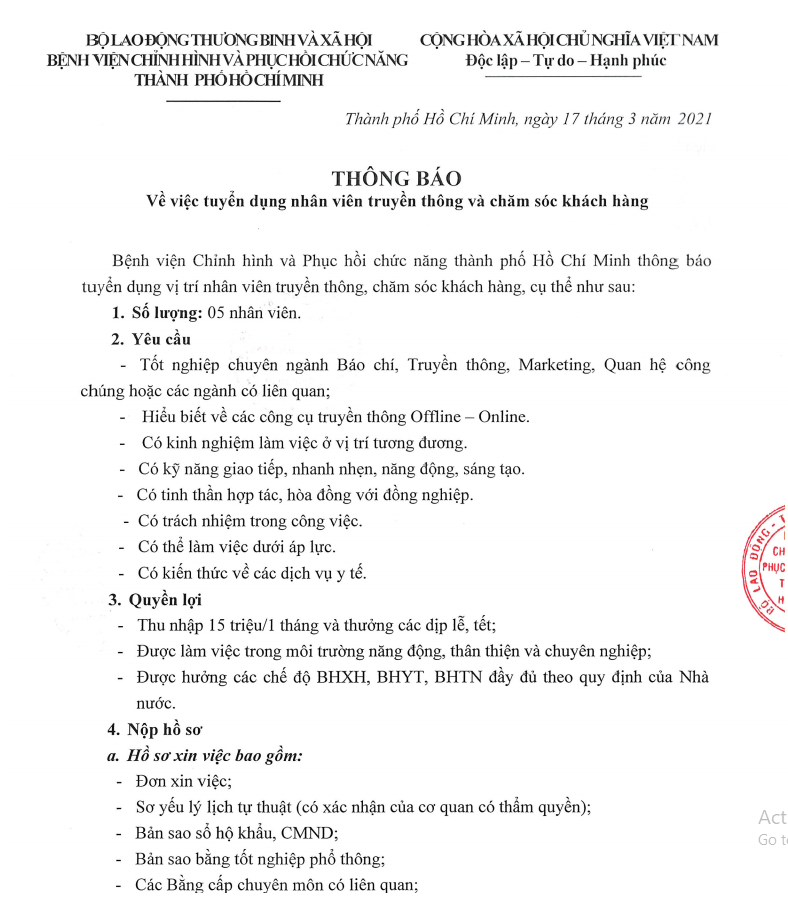 BỘ LAO ĐỘNG THƯƠNG BINH VÀ XÃ HỘI
BỆNH VIỆN CHỈNH HÌNH VÀ PHỤC HỒI CHỨC NĂNG
THÀNH PHỐ HỒ CHÍ MINH
CỘNG HÒA XÃ HỘI CHỦ NGHĨA VIỆT NAM
Độc lập – Tự do – Hạnh phúc
Thành phố Hồ Chí Minh, ngày 17 tháng 3 năm 2021
THÔNG BÁO
Về việc tuyển dụng nhân viên truyền thông và chăm sóc khách hàng
Bệnh viện Chỉnh hình và Phục hồi chức năng thành phố Hồ Chí Minh thông báo
tuyển dụng vị trí nhân viên truyền thông, chăm sóc khách hàng, cụ thể như sau:
1. Số lượng: 05 nhân viên.
2. Yêu cầu
- Tốt nghiệp chuyên ngành Báo chí, Truyền thông, Marketing, Quan hệ công
chúng hoặc các ngành có liên quan;
- Hiểu biết về các công cụ truyền thông Offline – Online.
- Có kinh nghiệm làm việc ở vị trí tương đương.
- Có kỹ năng giao tiếp, nhanh nhẹn, năng động, sáng tạo.
- Có tinh thần hợp tác, hòa đồng với đồng nghiệp.
- Có trách nhiệm trong công việc.
- Có thể làm việc dưới áp lực.
- Có kiến thức về các dịch vụ y tế.
3. Quyền lợi
- Thu nhập 15 triệu/1 tháng và thưởng các dịp lễ, tết;
- Được làm việc trong môi trường năng động, thân thiện và chuyên nghiệp;
- Được hưởng các chế độ BHXH, BHYT, BHTN đầy đủ theo quy định của Nhà
nước.
4. Nộp hồ sơ
a. Hồ sơ xin việc bao gồm:
- Đơn xin việc;
- Sơ yếu lý lịch tự thuật (có xác nhận của cơ quan có thẩm quyền);
- Bản sao sổ hộ khẩu, CMND;
- Bản sao bằng tốt nghiệp phổ thông;
- Các Bằng cấp chuyên môn có liên quan;
BỘ LAO ĐỘNG - T
CH
PHỤC
T
H
Act
Go to